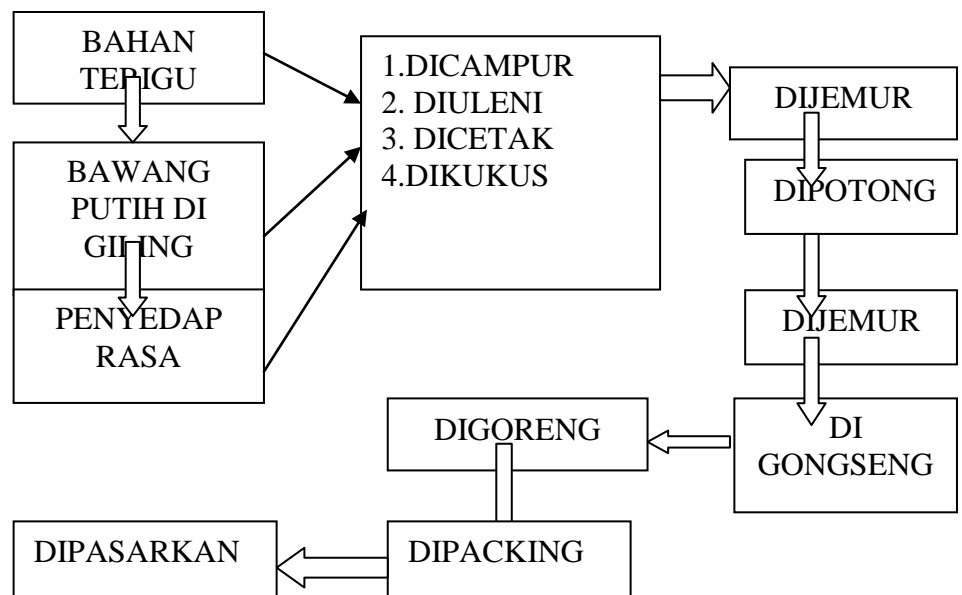 BAHAN
TERIGU
BAWANG
PUTIH DI
GILING
PENYEDAP
RASA
1.DICAMPUR
2. DIULENI
3. DICETAK
4.DIKUKUS
DIJEMUR
DIPOTONG
DIJEMUR
DI
GONGSENG
DIGORENG
DIPACKING
DIPASARKAN